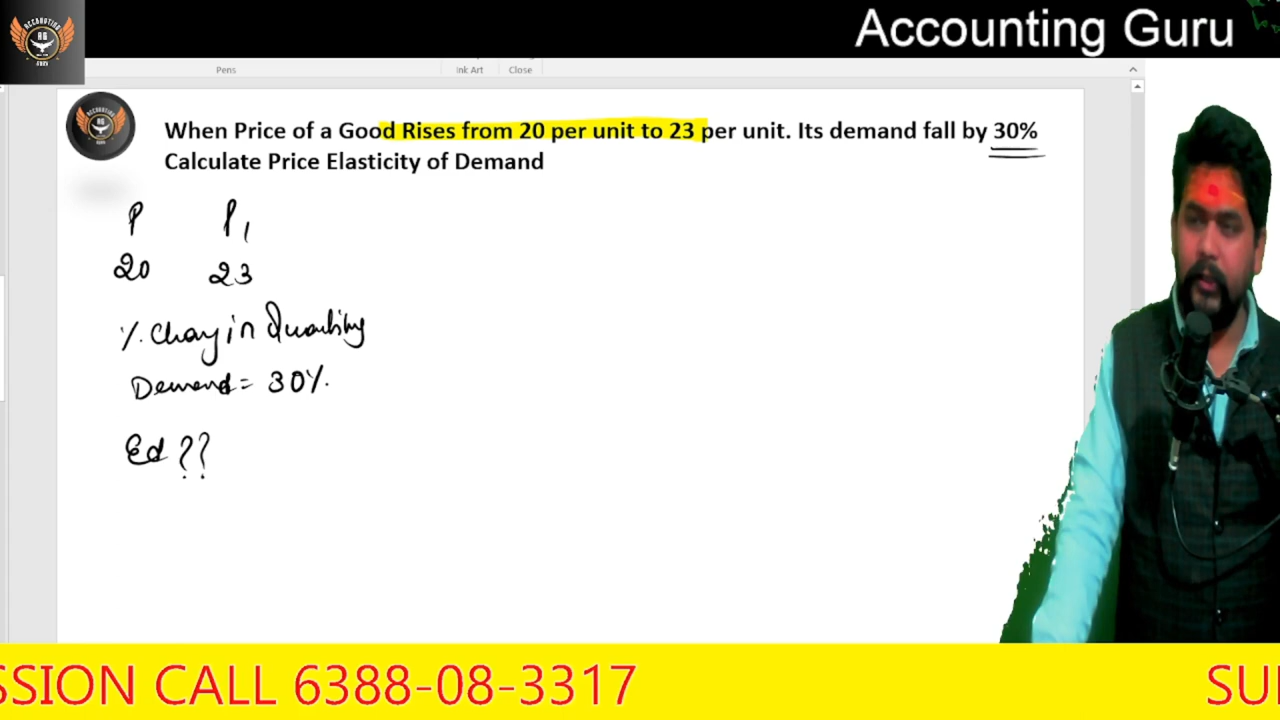 Accounting Guru
Pens
Ink Art
Close
When Price of a Good Rises from 20 per unit to 23 per unit. Its demand fall by 30%
Calculate Price Elasticity of Demand
P P1
20 23
%. Chang in Quantity
Demand = 30%.
Ed ??
SSION CALL 6388-08-3317
SU